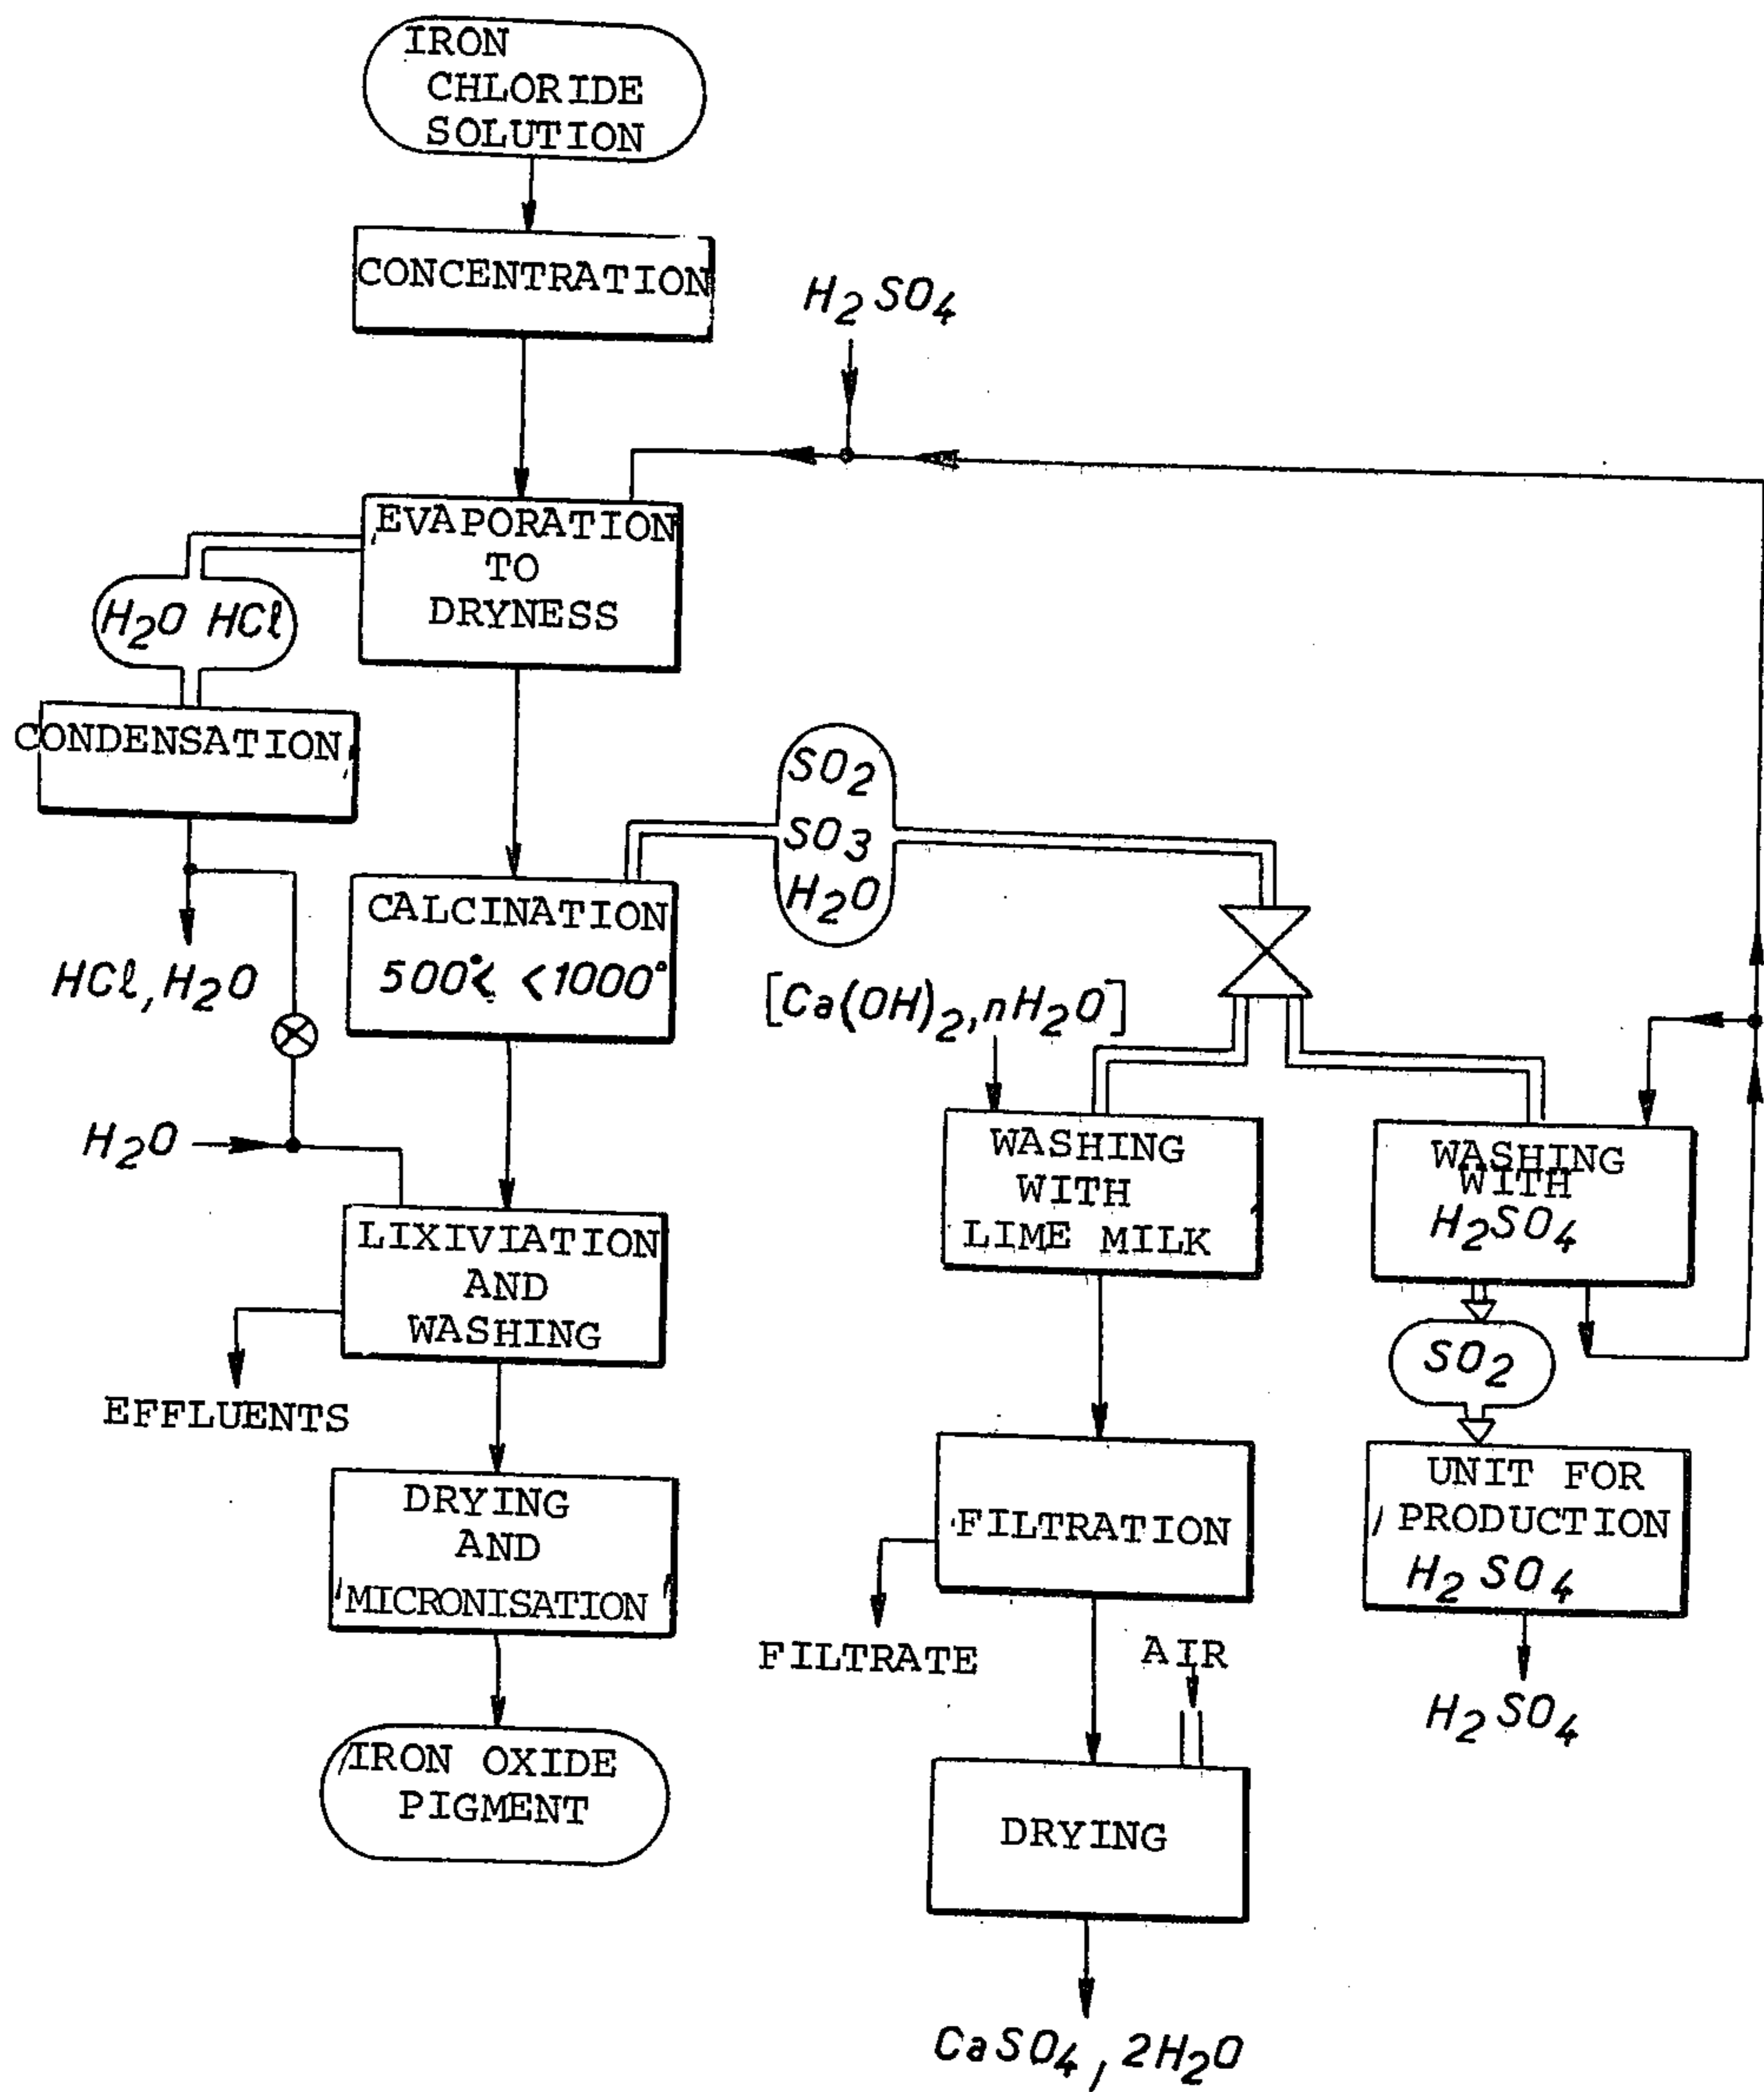 IRON
CHLORIDE
SOLUTION
CONCENTRATION
H₂SO₄
EVAPORATION
TO
DRYNESS
H₂O HCl
CONDENSATION
SO₂
SO₃
H₂O
CALCINATION
500°< <1000°
HCl, H₂O
[Ca(OH)₂, nH₂O]
H₂O
WASHING
WITH
LIME MILK
WASHING
WITH
H₂SO₄
LIXIVIATION
AND
WASHING
SO₂
EFFLUENTS
DRYING
AND
MICRONISATION
FILTRATION
UNIT FOR
PRODUCTION
H₂SO₄
FILTRATE
AIR
H₂SO₄
IRON OXIDE
PIGMENT
DRYING
CaSO₄, 2H₂O